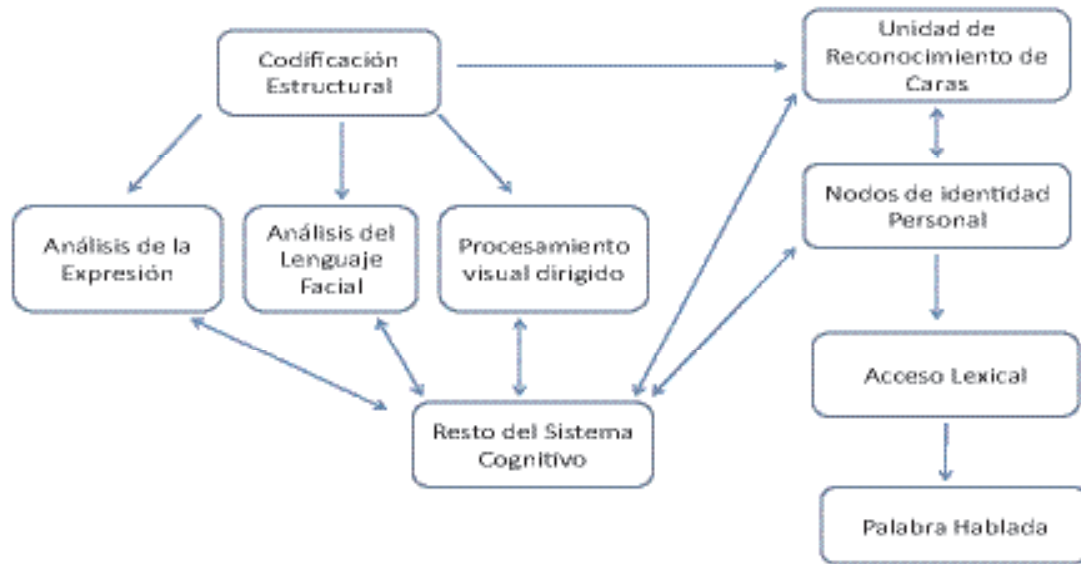 Codificación
Estructural
Unidad de
Reconocimiento de
Caras
Análisis de la
Expresión
Análisis del
Lenguaje
Facial
Procesamiento
visual dirigido
Nodos de identidad
Personal
Resto del Sistema
Cognitivo
Acceso Lexical
Palabra Hablada